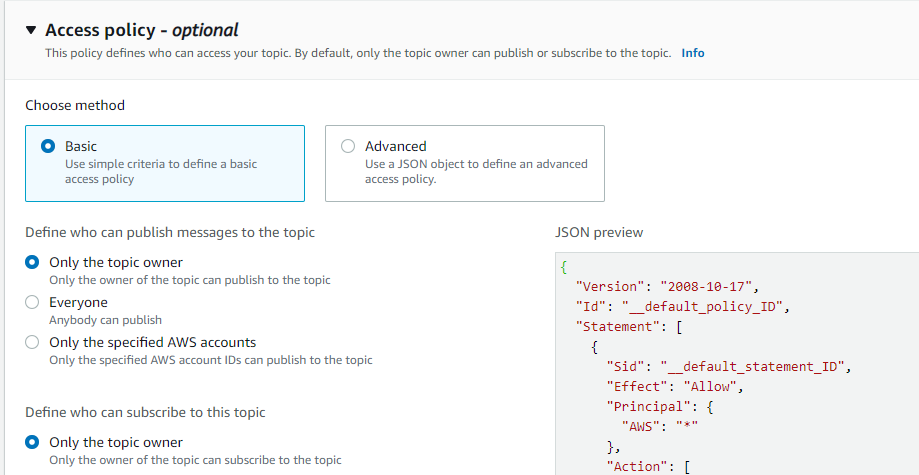 Access policy - optional
This policy defines who can access your topic. By default, only the topic owner can publish or subscribe to the topic. Info
Choose method
Basic
Use simple criteria to define a basic
access policy
Advanced
Use a JSON object to define an advanced
access policy.
Define who can publish messages to the topic
Only the topic owner
Only the owner of the topic can publish to the topic
Everyone
Anybody can publish
Only the specified AWS accounts
Only the specified AWS account IDs can publish to the topic
Define who can subscribe to this topic
Only the topic owner
Only the owner of the topic can subscribe to the topic
JSON preview
{
"Version": "2008-10-17",
"Id": "__default_policy_ID",
"Statement": [
{
"Sid": "__default_statement_ID",
"Effect": "Allow",
"Principal": {
"AWS": "*"
},
"Action": [